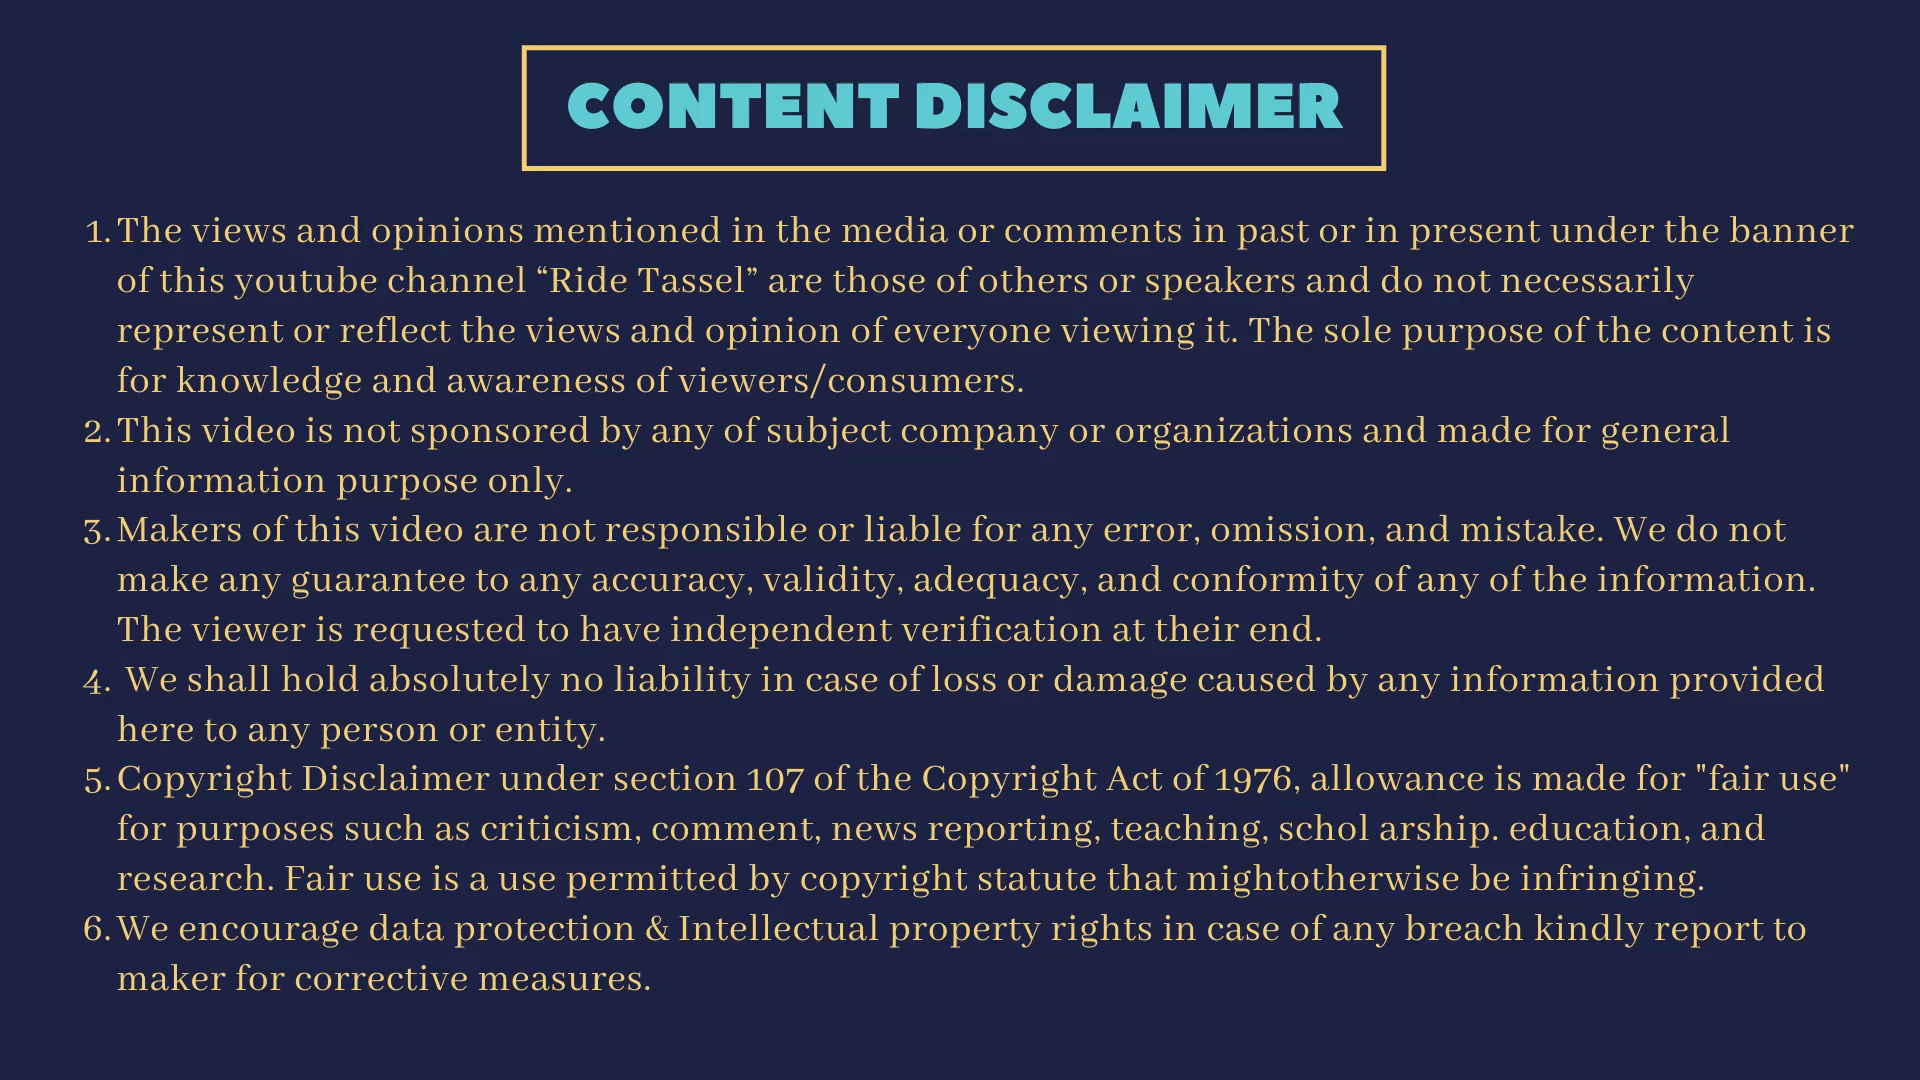 CONTENT DISCLAIMER
1. The views and opinions mentioned in the media or comments in past or in present under the banner
of this youtube channel “Ride Tassel” are those of others or speakers and do not necessarily
represent or reflect the views and opinion of everyone viewing it. The sole purpose of the content is
for knowledge and awareness of viewers/consumers.
2. This video is not sponsored by any of subject company or organizations and made for general
information purpose only.
3. Makers of this video are not responsible or liable for any error, omission, and mistake. We do not
make any guarantee to any accuracy, validity, adequacy, and conformity of any of the information.
The viewer is requested to have independent verification at their end.
4. We shall hold absolutely no liability in case of loss or damage caused by any information provided
here to any person or entity.
5. Copyright Disclaimer under section 107 of the Copyright Act of 1976, allowance is made for "fair use"
for purposes such as criticism, comment, news reporting, teaching, schol arship. education, and
research. Fair use is a use permitted by copyright statute that mightotherwise be infringing.
6. We encourage data protection & Intellectual property rights in case of any breach kindly report to
maker for corrective measures.